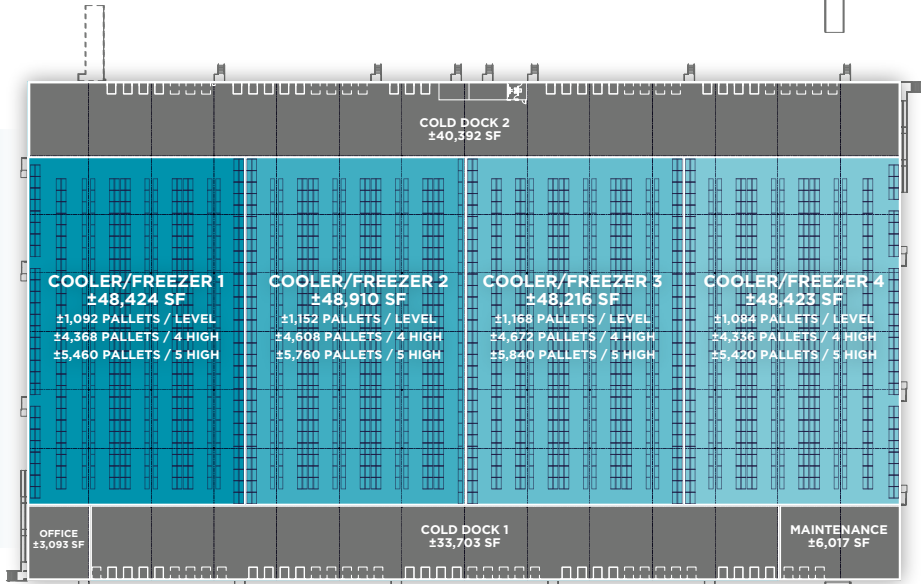 COLD DOCK 2
±40,392 SF
COOLER/FREEZER 1
±48,424 SF
±1,092 PALLETS / LEVEL
±4,368 PALLETS / 4 HIGH
±5,460 PALLETS / 5 HIGH
COOLER/FREEZER 2
±48,910 SF
±1,152 PALLETS / LEVEL
±4,608 PALLETS / 4 HIGH
±5,760 PALLETS / 5 HIGH
COOLER/FREEZER 3
±48,216 SF
±1,168 PALLETS / LEVEL
±4,672 PALLETS / 4 HIGH
±5,840 PALLETS / 5 HIGH
COOLER/FREEZER 4
±48,423 SF
±1,084 PALLETS / LEVEL
±4,336 PALLETS / 4 HIGH
±5,420 PALLETS / 5 HIGH
OFFICE
±3,093 SF
COLD DOCK 1
±33,703 SF
MAINTENANCE
±6,017 SF